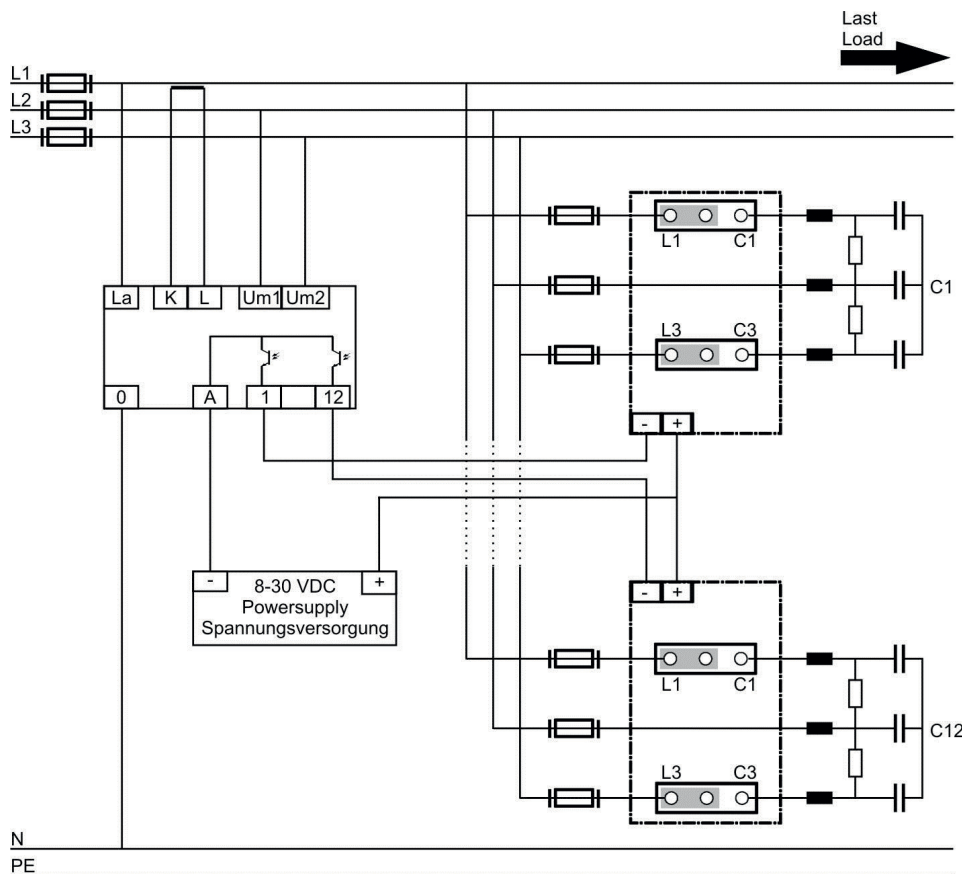 Last
Load
L1
L2
L3
L1 C1
C1
La K L Um1 Um2
L3 C3
0 A 1 12
- +
- 8-30 VDC +
Powersupply
Spannungsversorgung
- +
L1 C1
C12
L3 C3
N
PE